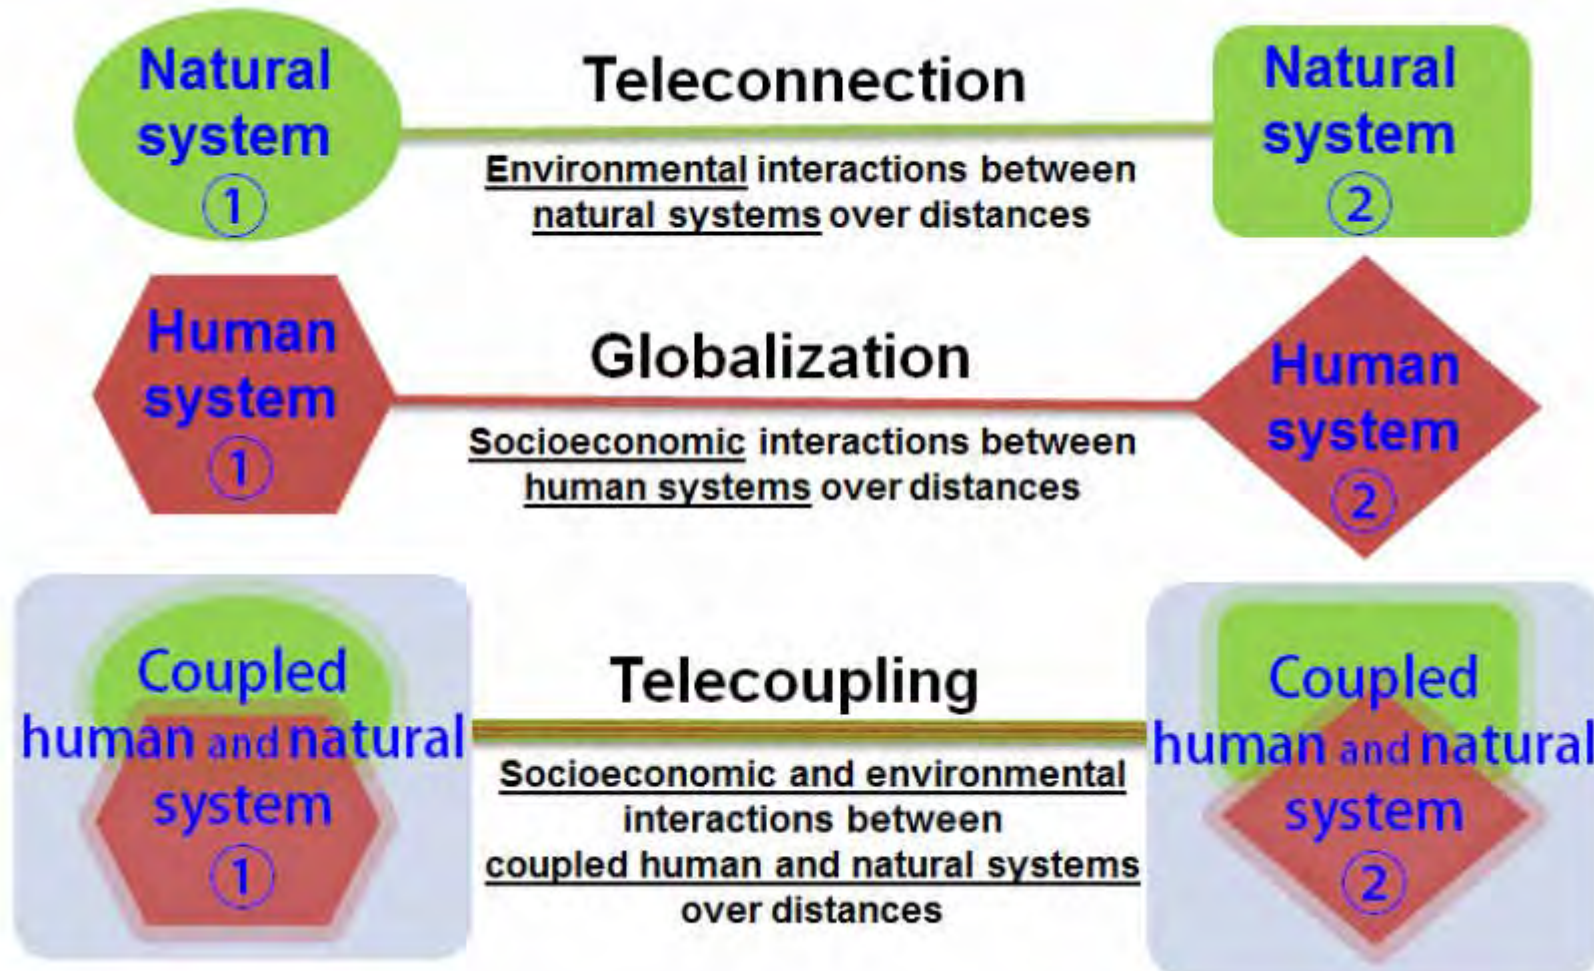 Natural
system
①
Teleconnection
Environmental interactions between
natural systems over distances
Natural
system
②
Human
system
①
Globalization
Socioeconomic interactions between
human systems over distances
Human
system
②
Coupled
human and natural
system
①
Telecoupling
Socioeconomic and environmental
interactions between
coupled human and natural systems
over distances
Coupled
human and natural
system
②